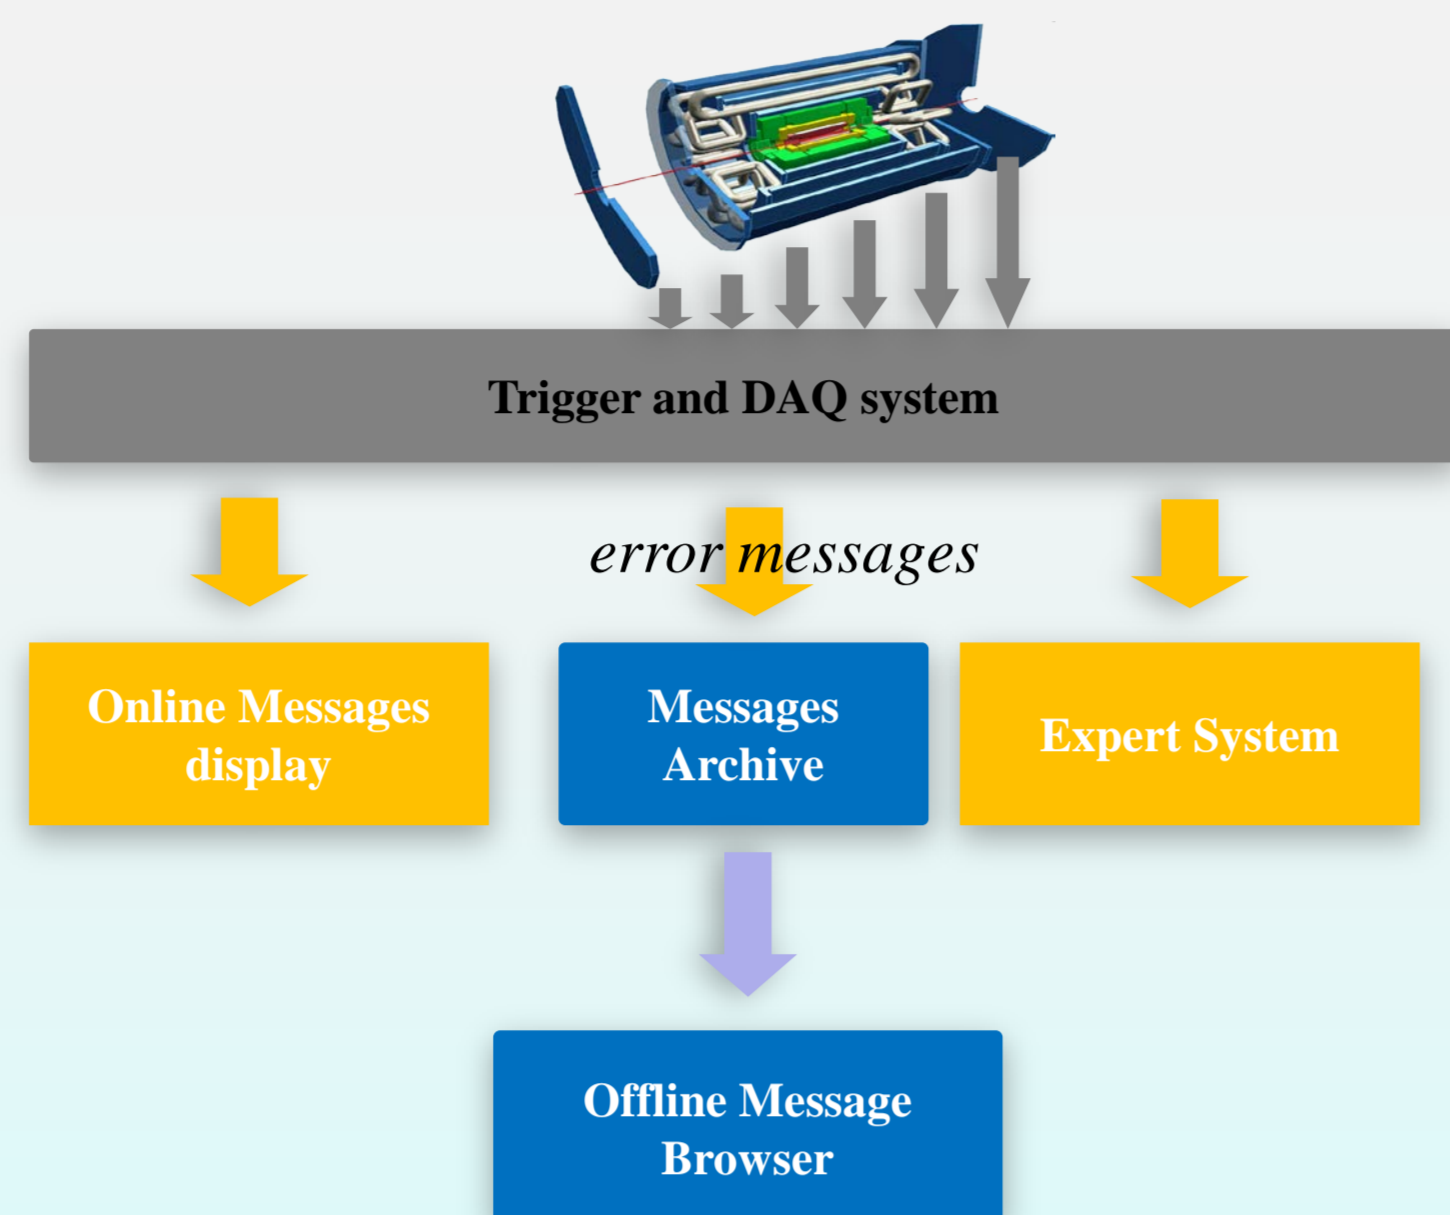 Trigger and DAQ system
error messages
Online Messages
display
Messages
Archive
Expert System
Offline Message
Browser